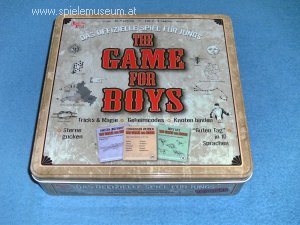 www.spielemuseum.at
DAS OFFIZIELLE SPIEL FÜR JUNGS
THE
GAME
FOR
BOYS
Tricks & Magie Geheimcodes Knoten binden
Sterne
gucken
"Guten Tag"
in 10
Sprachen
DAS OFFIZIELLE SPIEL FÜR JUNGS